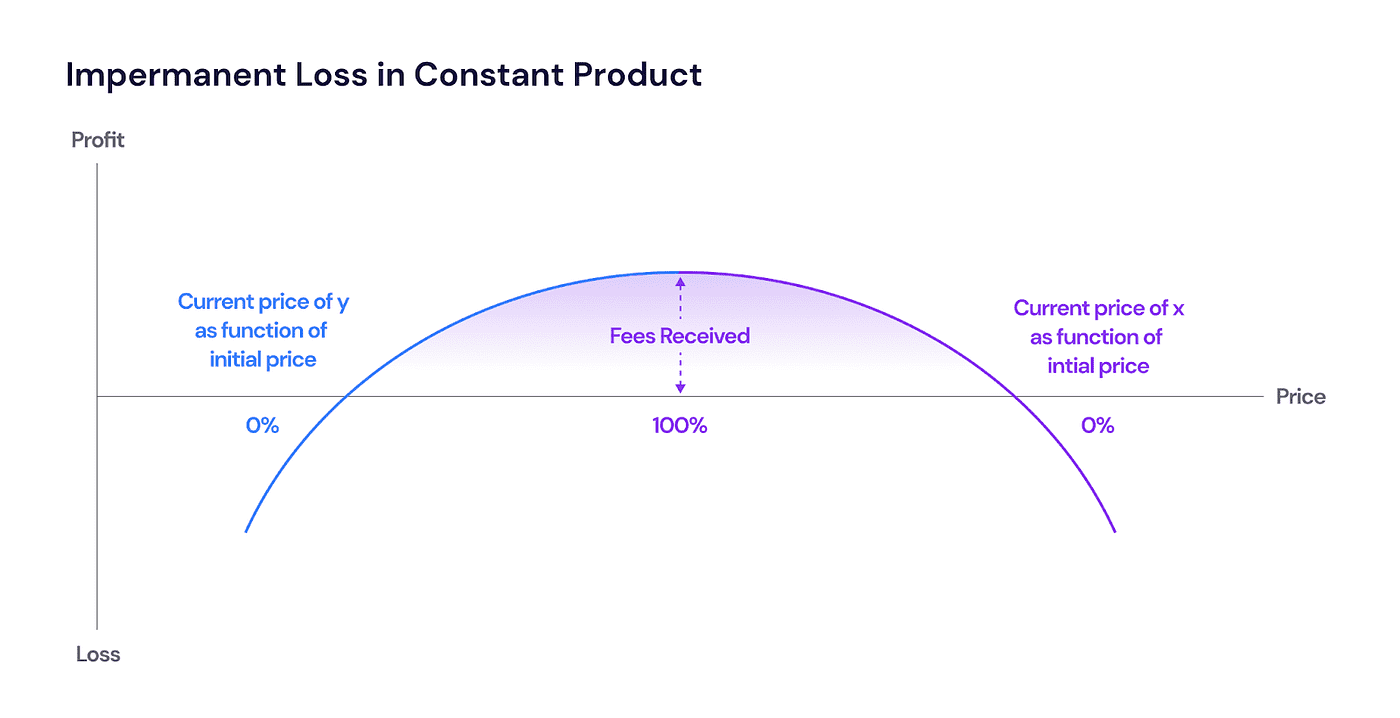 Impermanent Loss in Constant Product
Profit
Current price of y
as function of
initial price
Current price of x
as function of
intial price
Fees Received
Price
0%
100%
0%
Loss